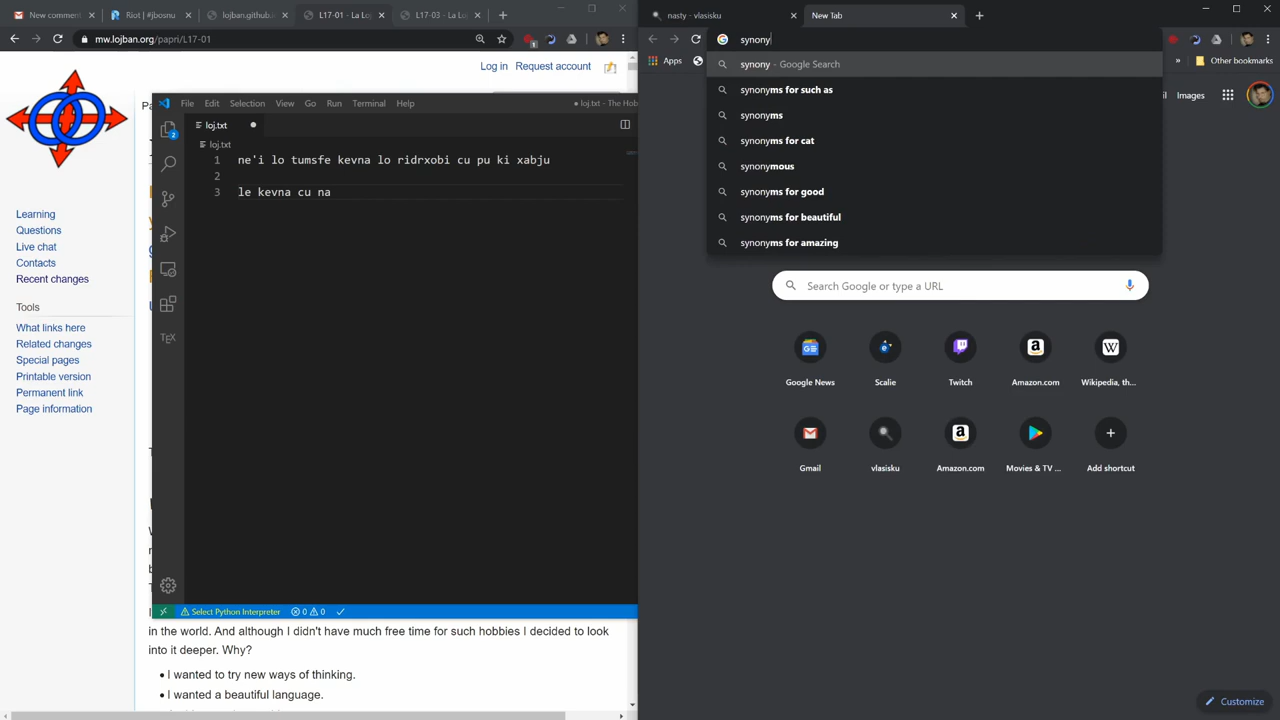 New comment
Riot | #jbosnu
lojban.github.io
L17-01 - La Lo
L17-03 - La Lo
mw.lojban.org/papri/L17-01
Log in Request account
Learning
Questions
Live chat
Contacts
Recent changes
Tools
What links here
Related changes
Special pages
Printable version
Permanent link
Page information
File Edit Selection View Go Run Terminal Help
● loj.txt - The Hob
loj.txt
loj.txt
1 ne'i lo tumsfe kevna lo ridrxobi cu pu ki xabju
2
3 le kevna cu na
TEX
2
Select Python Interpreter 0 0
in the world. And although I didn't have much free time for such hobbies I decided to look
into it deeper. Why?
• I wanted to try new ways of thinking.
• I wanted a beautiful language.
nasty - vlasisku
New Tab
synony
Apps
» Other bookmarks
synony - Google Search
synonyms for such as
synonyms
synonyms for cat
synonymous
synonyms for good
synonyms for beautiful
synonyms for amazing
il Images
Search Google or type a URL
Google News
Scalie
Twitch
Amazon.com
Wikipedia, th...
Gmail
vlasisku
Amazon.com
Movies & TV ...
Add shortcut
Customize